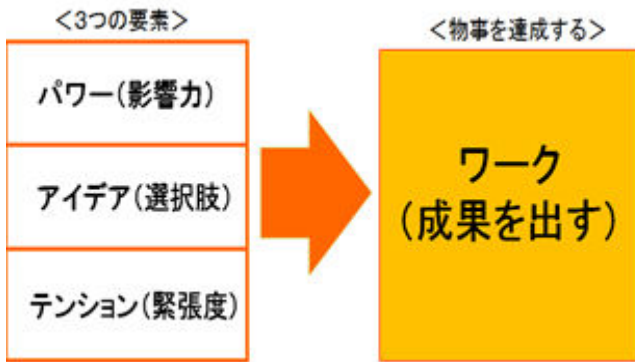 ＜3つの要素＞
パワー（影響力）
アイデア（選択肢）
テンション（緊張度）
＜物事を達成する＞
ワーク
（成果を出す）